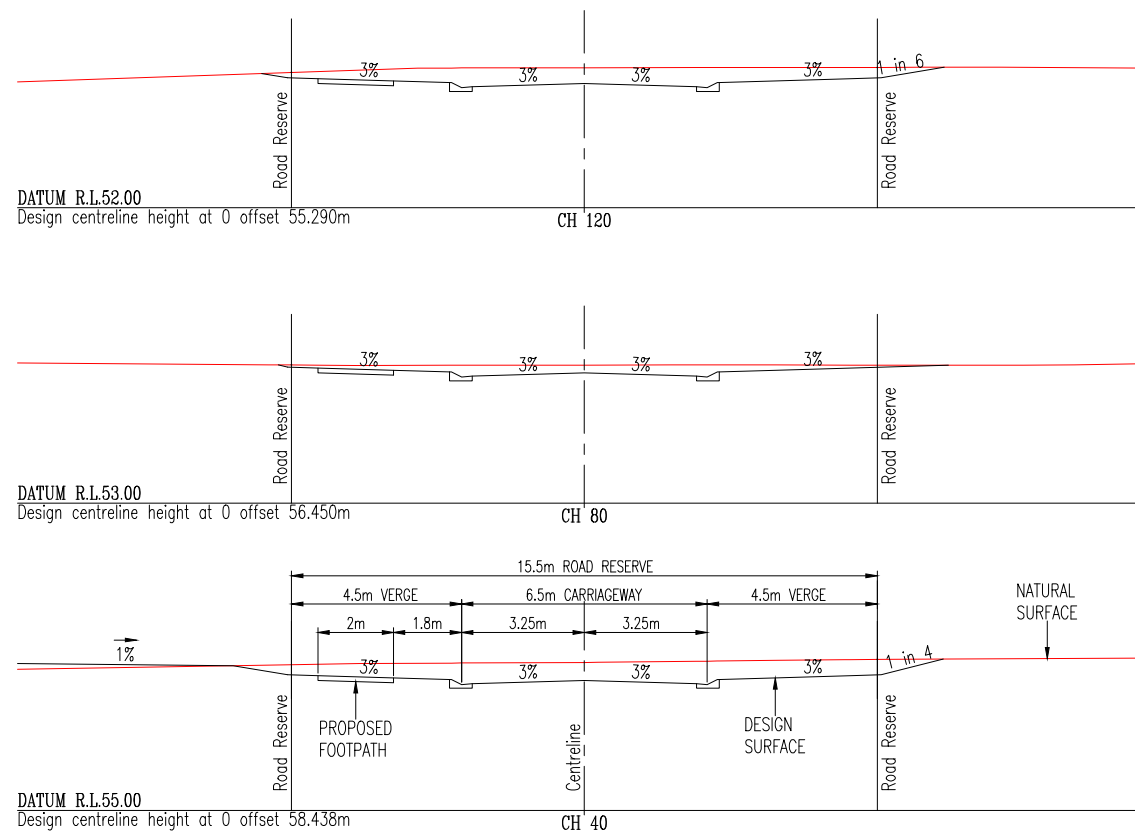 3%
3%
3%
3%
1 in 6
Road Reserve
Road Reserve
DATUM R.L.52.00
Design centreline height at 0 offset 55.290m
CH 120
3%
3%
3%
3%
Road Reserve
Road Reserve
DATUM R.L.53.00
Design centreline height at 0 offset 56.450m
CH 80
15.5m ROAD RESERVE
4.5m VERGE
6.5m CARRIAGEWAY
4.5m VERGE
2m
1.8m
3.25m
3.25m
NATURAL
SURFACE
1%
3%
3%
3%
3%
1 in 4
PROPOSED
FOOTPATH
DESIGN
SURFACE
Road Reserve
Centreline
Road Reserve
DATUM R.L.55.00
Design centreline height at 0 offset 58.438m
CH 40